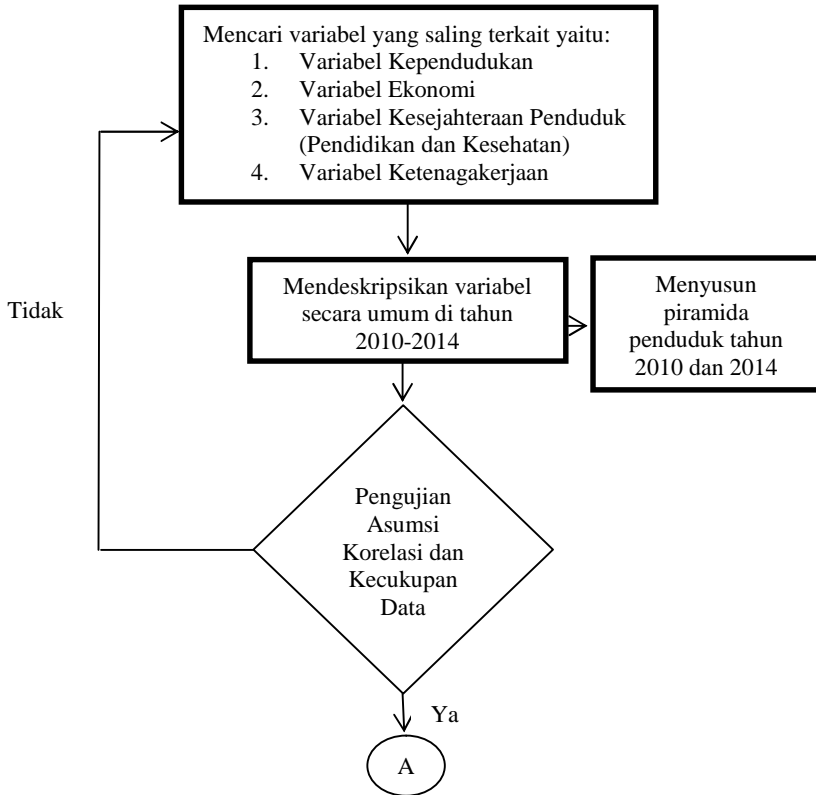 Mencari variabel yang saling terkait yaitu:
1. Variabel Kependudukan
2. Variabel Ekonomi
3. Variabel Kesejahteraan Penduduk
(Pendidikan dan Kesehatan)
4. Variabel Ketenagakerjaan
Mendeskripsikan variabel
secara umum di tahun
2010-2014
Menyusun
piramida
penduduk tahun
2010 dan 2014
Tidak
Pengujian
Asumsi
Korelasi dan
Kecukupan
Data
Ya
A